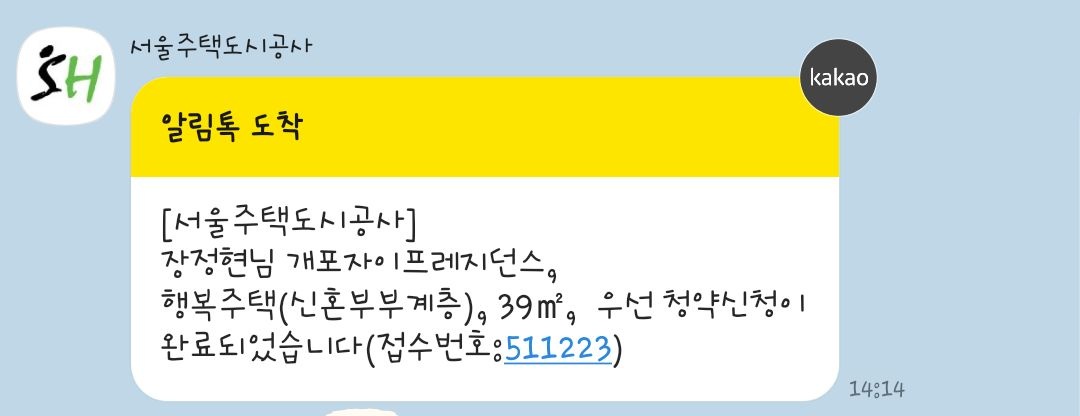 SH
서울주택도시공사
kakao
알림톡 도착
[서울주택도시공사]
장정현님 개포자이프레지던스,
행복주택(신혼부부계층), 39㎡, 우선 청약신청이
완료되었습니다(접수번호:511223)
14:14